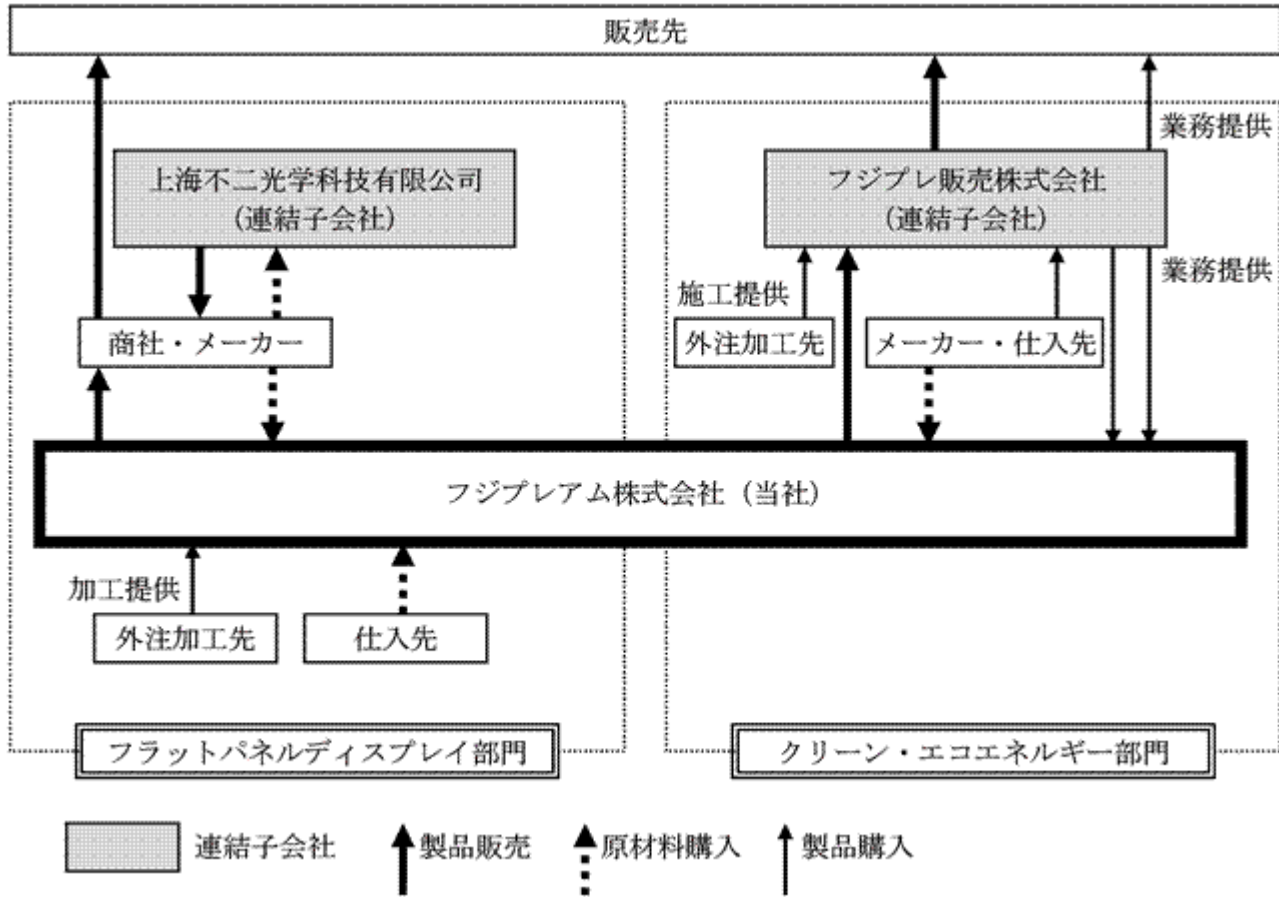 販売先
業務提供
上海不二光学科技有限公司
(連結子会社)
フジプレ販売株式会社
(連結子会社)
業務提供
施工提供
商社・メーカー
外注加工先
メーカー・仕入先
フジプレアム株式会社(当社)
加工提供
外注加工先
仕入先
フラットパネルディスプレイ部門
クリーン・エコエネルギー部門
連結子会社
製品販売
原材料購入
製品購入